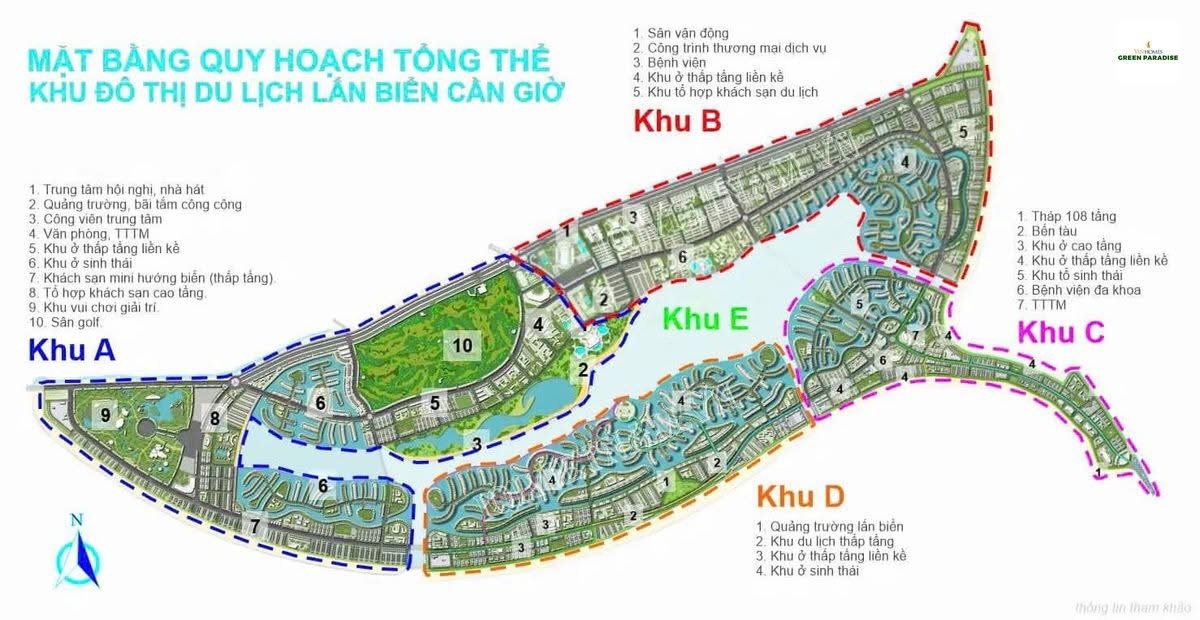 MẶT BẰNG QUY HOẠCH TỔNG THỂ
KHU ĐÔ THỊ DU LỊCH LẤN BIỂN CẦN GIỜ
1. Trung tâm hội nghị, nhà hát
2. Quảng trường, bãi tắm công cộng
3. Công viên trung tâm
4. Văn phòng, TTTM
5. Khu ở thấp tầng liền kề
6. Khu ở sinh thái
7. Khách sạn mini hướng biển (thấp tầng).
8. Tổ hợp khách sạn cao tầng.
9. Khu vui chơi giải trí.
10. Sân golf.
Khu A
1. Sân vận động
2. Công trình thương mại dịch vụ
3. Bệnh viện
4. Khu ở thấp tầng liền kề
5. Khu tổ hợp khách sạn du lịch
Khu B
GREEN PARADISE
1. Tháp 108 tầng
2. Bến tàu
3. Khu ở cao tầng
4. Khu ở thấp tầng liền kề
5. Khu tổ sinh thái
6. Bệnh viện đa khoa
7. TTTM
Khu C
Khu E
Khu D
1. Quảng trường lấn biển
2. Khu du lịch thấp tầng
3. Khu ở thấp tầng liền kề
4. Khu ở sinh thái
5
4
3
1
6
2
4
10
2
5
6
3
9
8
6
7
5
7
4
6
4
4
4
1
4
4
2
1
2
3
3
N
thông tin tham khảo